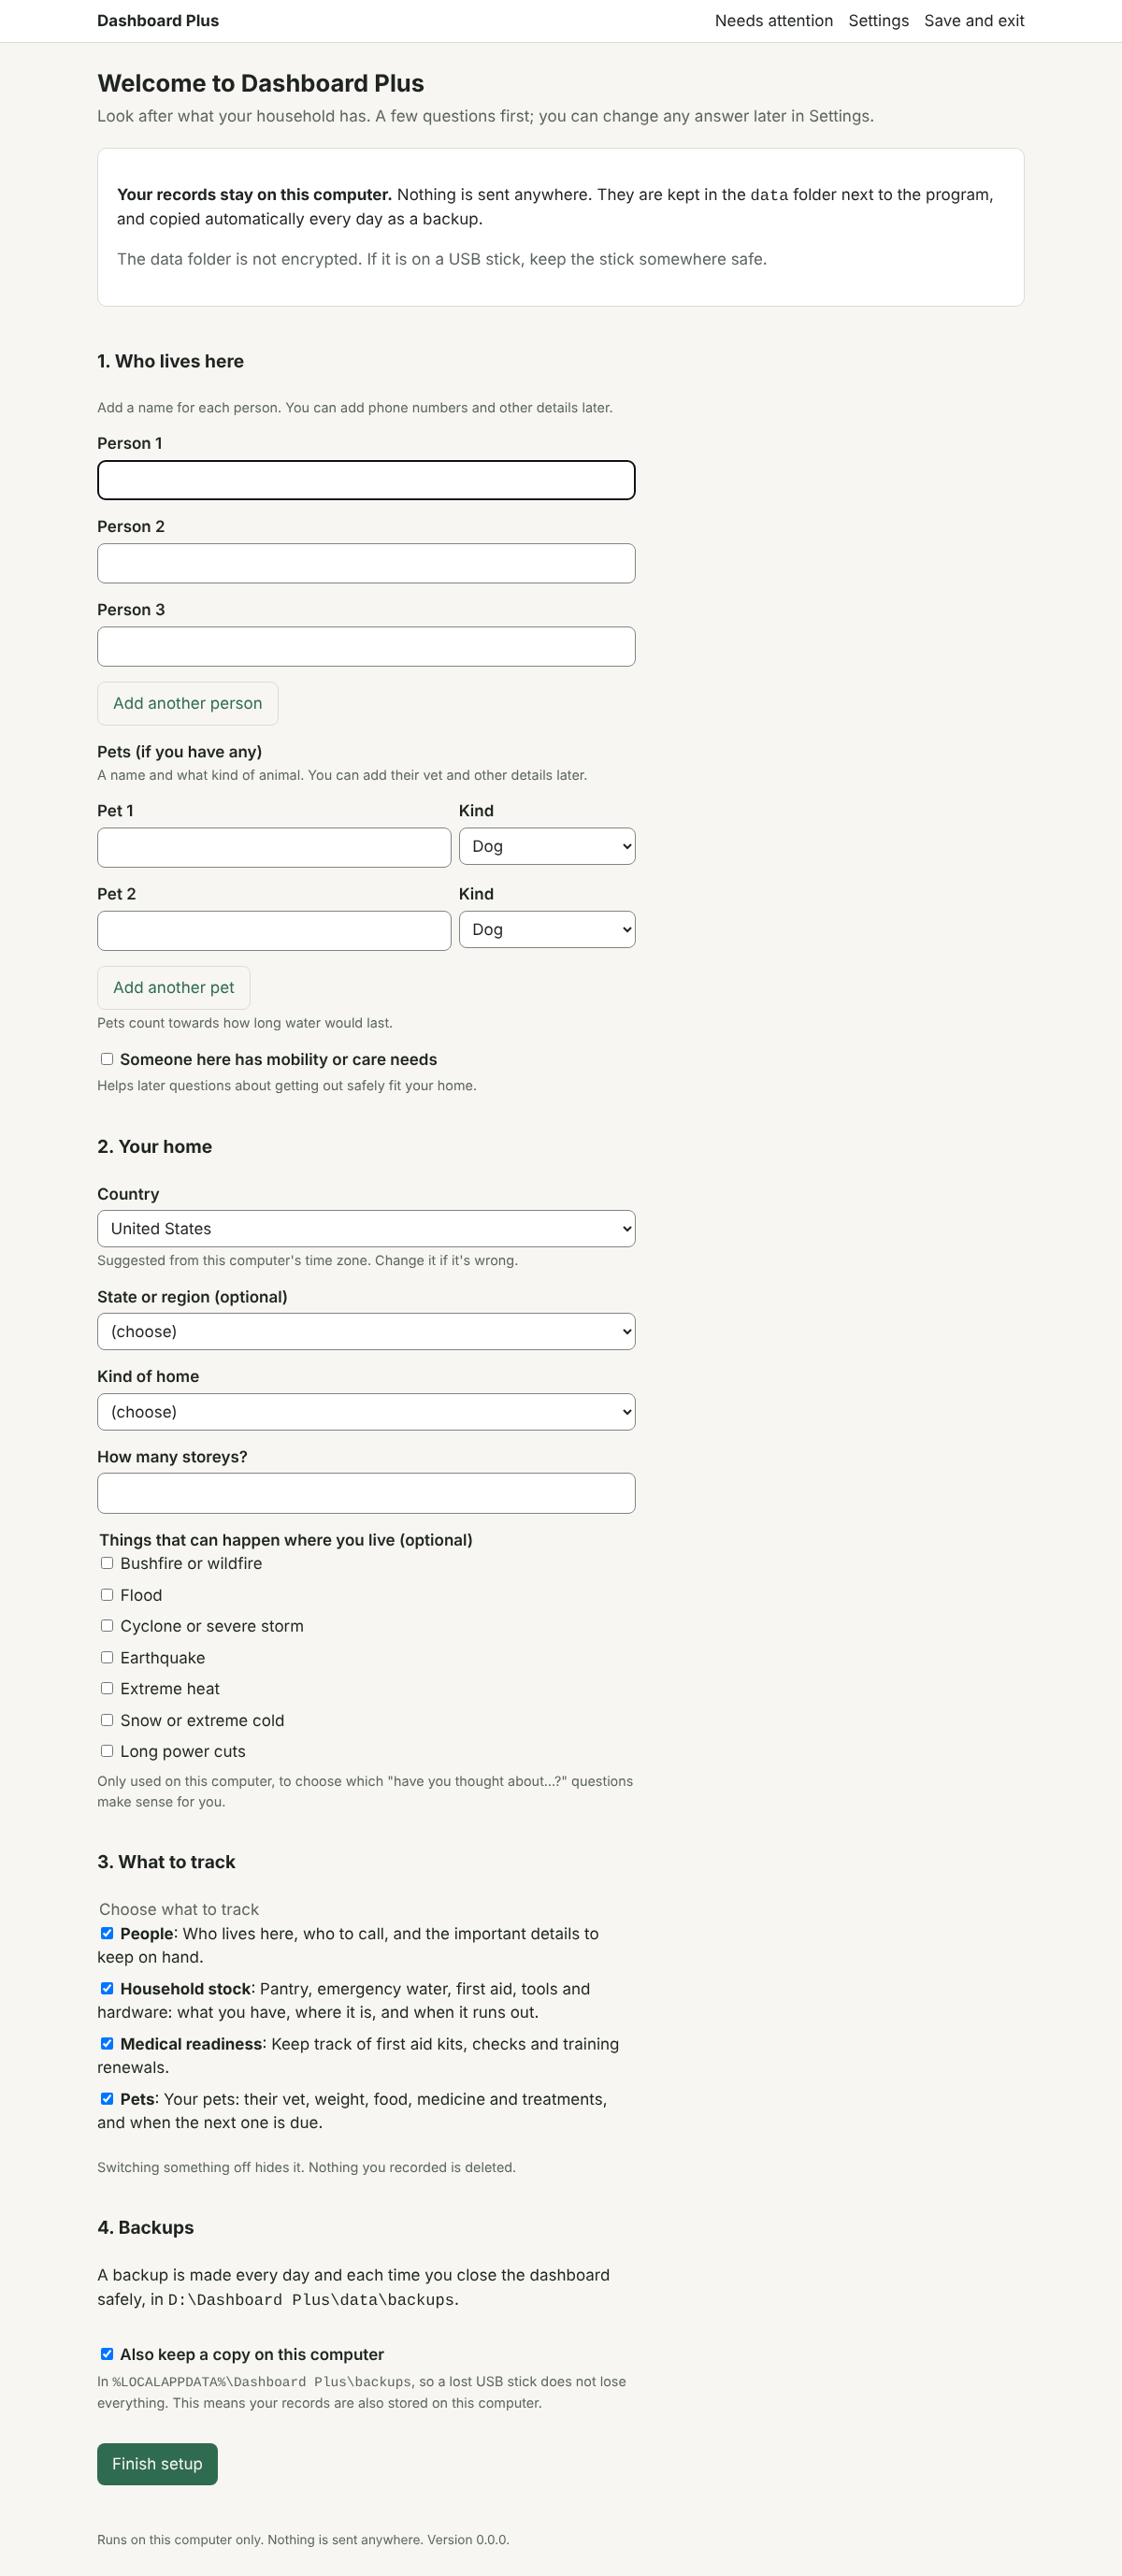 Dashboard Plus
Needs attention Settings Save and exit
Welcome to Dashboard Plus
Look after what your household has. A few questions first; you can change any answer later in Settings.
Your records stay on this computer. Nothing is sent anywhere. They are kept in the data folder next to the program,
and copied automatically every day as a backup.
The data folder is not encrypted. If it is on a USB stick, keep the stick somewhere safe.
1. Who lives here
Add a name for each person. You can add phone numbers and other details later.
Person 1
Person 2
Person 3
Add another person
Pets (if you have any)
A name and what kind of animal. You can add their vet and other details later.
Pet 1 Kind
Dog
Pet 2 Kind
Dog
Add another pet
Pets count towards how long water would last.
Someone here has mobility or care needs
Helps later questions about getting out safely fit your home.
2. Your home
Country
United States
Suggested from this computer's time zone. Change it if it's wrong.
State or region (optional)
(choose)
Kind of home
(choose)
How many storeys?
Things that can happen where you live (optional)
Bushfire or wildfire
Flood
Cyclone or severe storm
Earthquake
Extreme heat
Snow or extreme cold
Long power cuts
Only used on this computer, to choose which "have you thought about...?" questions
make sense for you.
3. What to track
Choose what to track
People: Who lives here, who to call, and the important details to
keep on hand.
Household stock: Pantry, emergency water, first aid, tools and
hardware: what you have, where it is, and when it runs out.
Medical readiness: Keep track of first aid kits, checks and training
renewals.
Pets: Your pets: their vet, weight, food, medicine and treatments,
and when the next one is due.
Switching something off hides it. Nothing you recorded is deleted.
4. Backups
A backup is made every day and each time you close the dashboard
safely, in D:\Dashboard Plus\data\backups.
Also keep a copy on this computer
In %LOCALAPPDATA%\Dashboard Plus\backups, so a lost USB stick does not lose
everything. This means your records are also stored on this computer.
Finish setup
Runs on this computer only. Nothing is sent anywhere. Version 0.0.0.